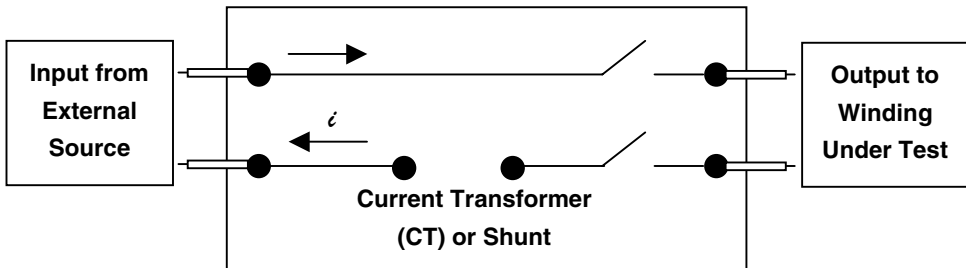 Input from
External
Source
i
Current Transformer
(CT) or Shunt
Output to
Winding
Under Test